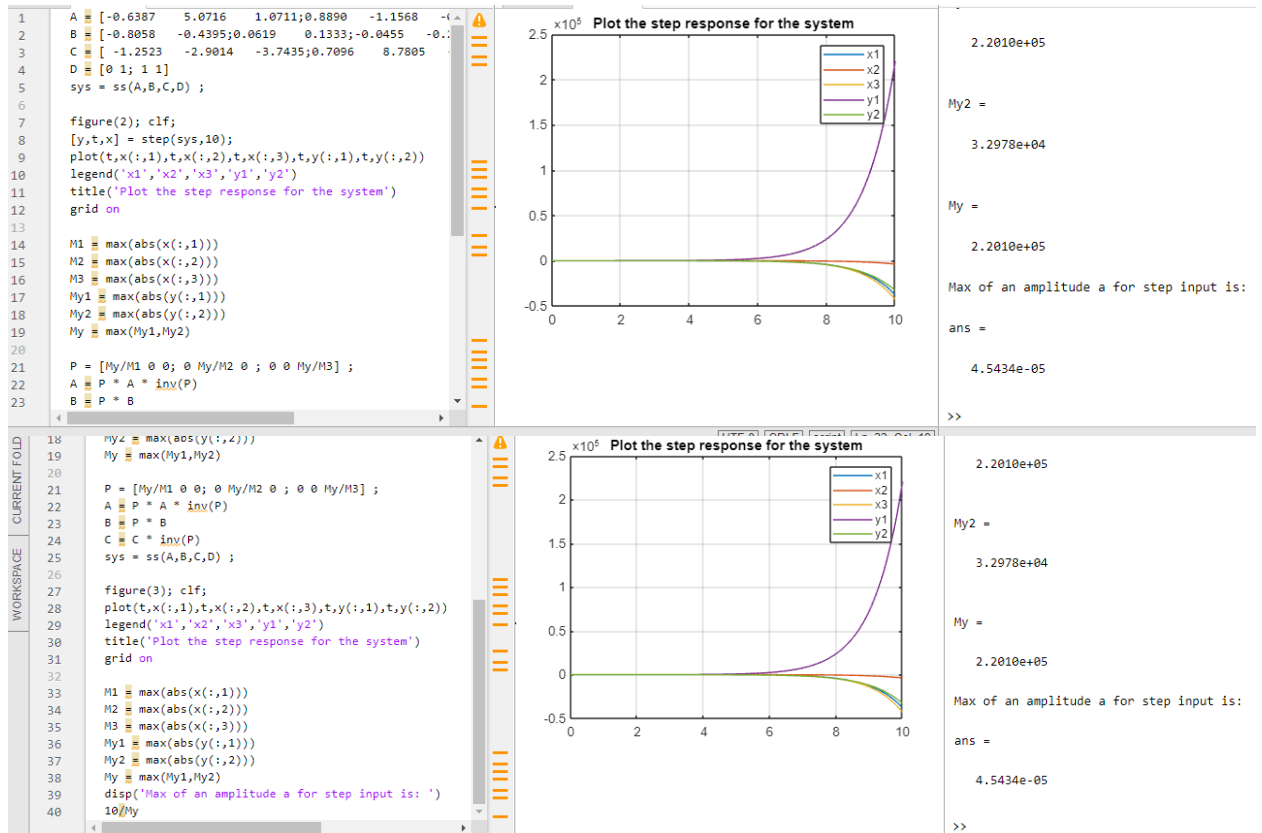 1 A = [-0.6387 5.0716 1.0711;0.8890 -1.1568
2 B = [-0.8058 -0.4395;0.0619 0.1333;-0.0455
3 C = [ -1.2523 -2.9014 -3.7435;0.7096 8.7805
4 D = [0 1; 1 1]
5 sys = ss(A,B,C,D) ;
6
7 figure(2); clf;
8 [y,t,x] = step(sys,10);
9 plot(t,x(:,1),t,x(:,2),t,x(:,3),t,y(:,1),t,y(:,2))
10 legend('x1','x2','x3','y1','y2')
11 title('Plot the step response for the system')
12 grid on
13
14 M1 = max(abs(x(:,1)))
15 M2 = max(abs(x(:,2)))
16 M3 = max(abs(x(:,3)))
17 My1 = max(abs(y(:,1)))
18 My2 = max(abs(y(:,2)))
19 My = max(My1,My2)
20
21 P = [My/M1 0 0; 0 My/M2 0 ; 0 0 My/M3] ;
22 A = P * A * inv(P)
23 B = P * B
×10⁵ Plot the step response for the system
2.5
2
1.5
1
0.5
0
-0.5
0 2 4 6 8 10
x1
x2
x3
y1
y2
2.2010e+05
My2 =
3.2978e+04
My =
2.2010e+05
Max of an amplitude a for step input is:
ans =
4.5434e-05
>>
CURRENT FOLD
WORKSPACE
18 My2 = max(abs(y(:,2)))
19 My = max(My1,My2)
20
21 P = [My/M1 0 0; 0 My/M2 0 ; 0 0 My/M3] ;
22 A = P * A * inv(P)
23 B = P * B
24 C = C * inv(P)
25 sys = ss(A,B,C,D) ;
26
27 figure(3); clf;
28 plot(t,x(:,1),t,x(:,2),t,x(:,3),t,y(:,1),t,y(:,2))
29 legend('x1','x2','x3','y1','y2')
30 title('Plot the step response for the system')
31 grid on
32
33 M1 = max(abs(x(:,1)))
34 M2 = max(abs(x(:,2)))
35 M3 = max(abs(x(:,3)))
36 My1 = max(abs(y(:,1)))
37 My2 = max(abs(y(:,2)))
38 My = max(My1,My2)
39 disp('Max of an amplitude a for step input is: ')
40 10/My
×10⁵ Plot the step response for the system
2.5
2
1.5
1
0.5
0
-0.5
0 2 4 6 8 10
x1
x2
x3
y1
y2
2.2010e+05
My2 =
3.2978e+04
My =
2.2010e+05
Max of an amplitude a for step input is:
ans =
4.5434e-05
>>